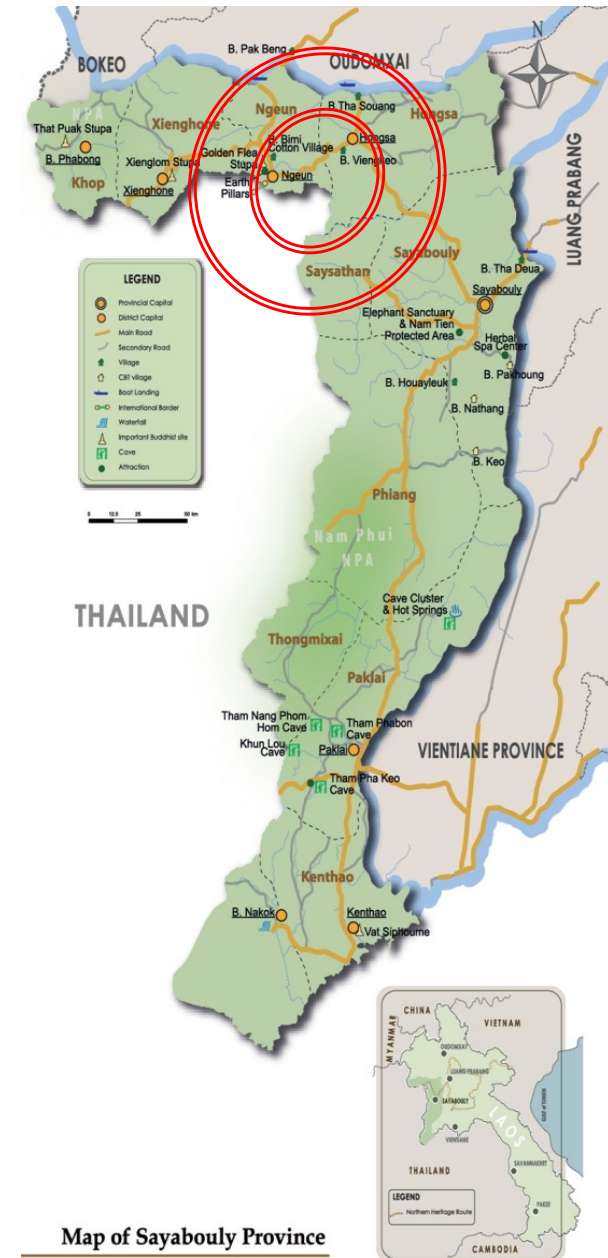 B. Pak Beng
N
BOKEO
OUDOMXAI
B. Tha Souang
Ngeun
Hongsa
NPA
That Puak Stupa
Xienghone
B. Bimi
Cotton Village
Hongsa
B. Viengkeo
Xienglom Stupa
Golden Flea
Stupa
B. Phabong
Ngeun
Khop
Xienghone
Earth
Pillars
LUANG PRABANG
Sayabouly
Saysathan
B. Tha Deua
Sayabouly
Elephant Sanctuary
& Nam Tien
Protected Area
Herbal
Spa Center
B. Pakhoung
B. Houayleuk
B. Nathang
B. Keo
LEGEND
Provincial Capital
District Capital
Main Road
Secondary Road
Village
CBT village
Boat Landing
International Border
Waterfall
Important Buddhist site
Cave
Attraction
0 12.5 25 50 km
Phiang
Nam Phui
NPA
THAILAND
Cave Cluster
& Hot Springs
Thongmixai
Paklai
Tham Nang Phom
Hom Cave
Tham Phabon
Cave
Khun Lou
Cave
Paklai
VIENTIANE PROVINCE
Tham Pha Keo
Cave
Kenthao
B. Nakok
Kenthao
Vat Siphoume
CHINA
MYANMAR
VIETNAM
OUDOMXAY
LUANG-PRABANG
SAYABOULY
GULF of TONKIN
VIENTIANE
LAOS
THAILAND
SAVANNAKHET
LEGEND
Northern Heritage Route
PAKSE
CAMBODIA
Map of Sayabouly Province